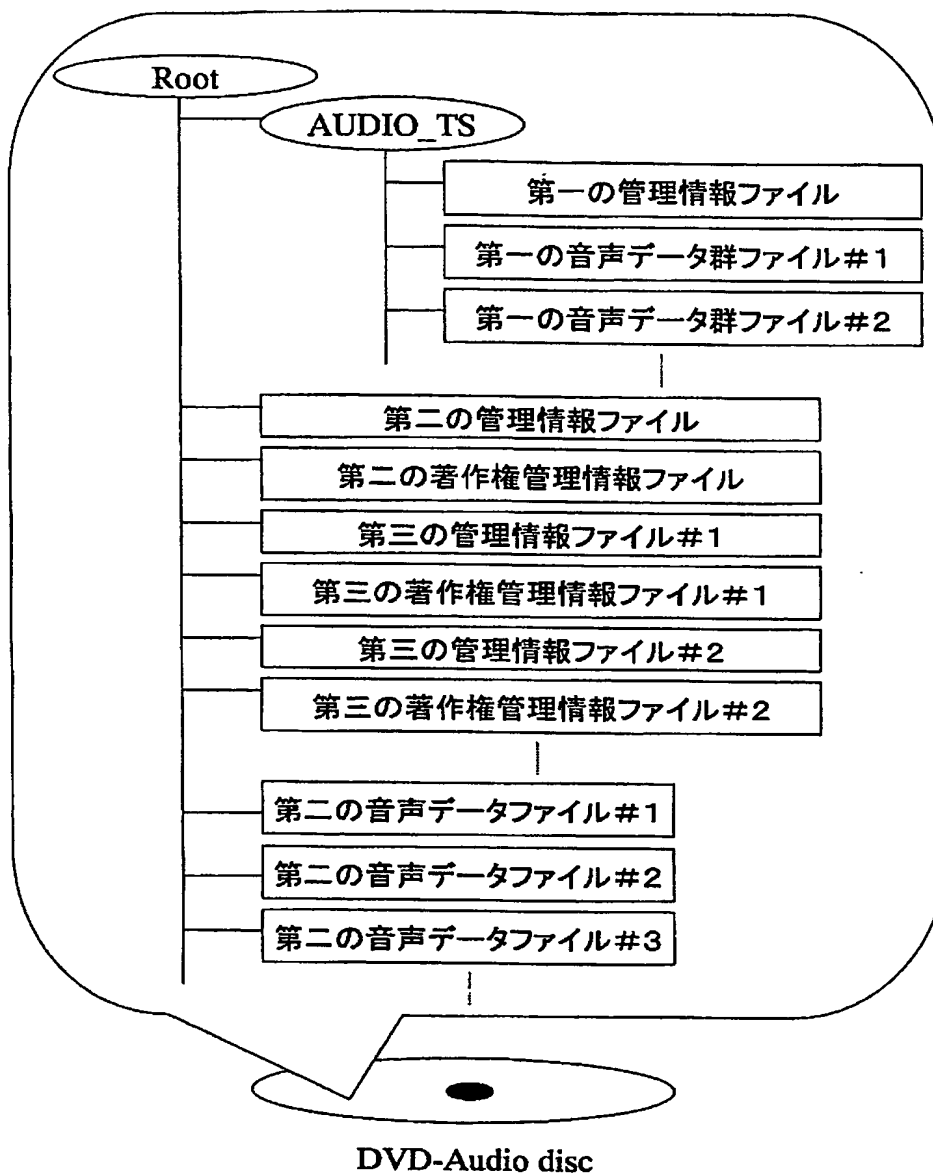 Root
AUDIO_TS
第一の管理情報ファイル
第一の音声データ群ファイル#1
第一の音声データ群ファイル#2
第二の管理情報ファイル
第二の著作権管理情報ファイル
第三の管理情報ファイル#1
第三の著作権管理情報ファイル#1
第三の管理情報ファイル#2
第三の著作権管理情報ファイル#2
第二の音声データファイル#1
第二の音声データファイル#2
第二の音声データファイル#3
DVD-Audio disc